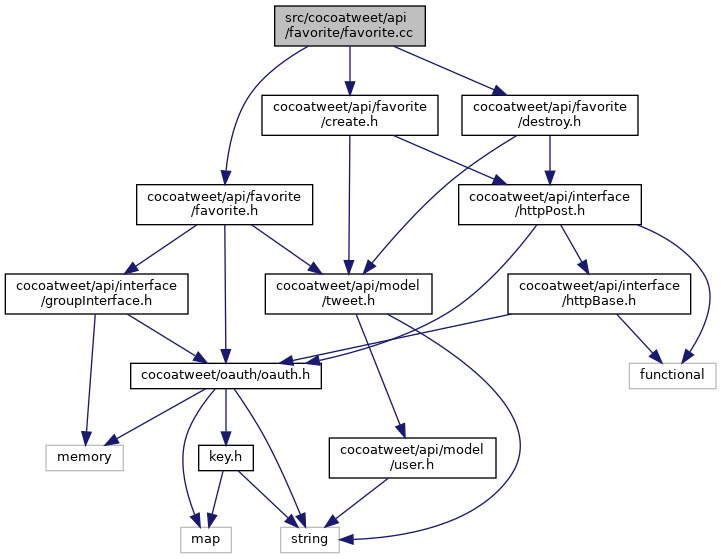 src/cocoatweet/api
/favorite/favorite.cc
cocoatweet/api/favorite
/create.h
cocoatweet/api/favorite
/destroy.h
cocoatweet/api/favorite
/favorite.h
cocoatweet/api/interface
/httpPost.h
cocoatweet/api/interface
/groupInterface.h
cocoatweet/api/model
/tweet.h
cocoatweet/api/interface
/httpBase.h
cocoatweet/oauth/oauth.h
functional
memory
key.h
cocoatweet/api/model
/user.h
map
string